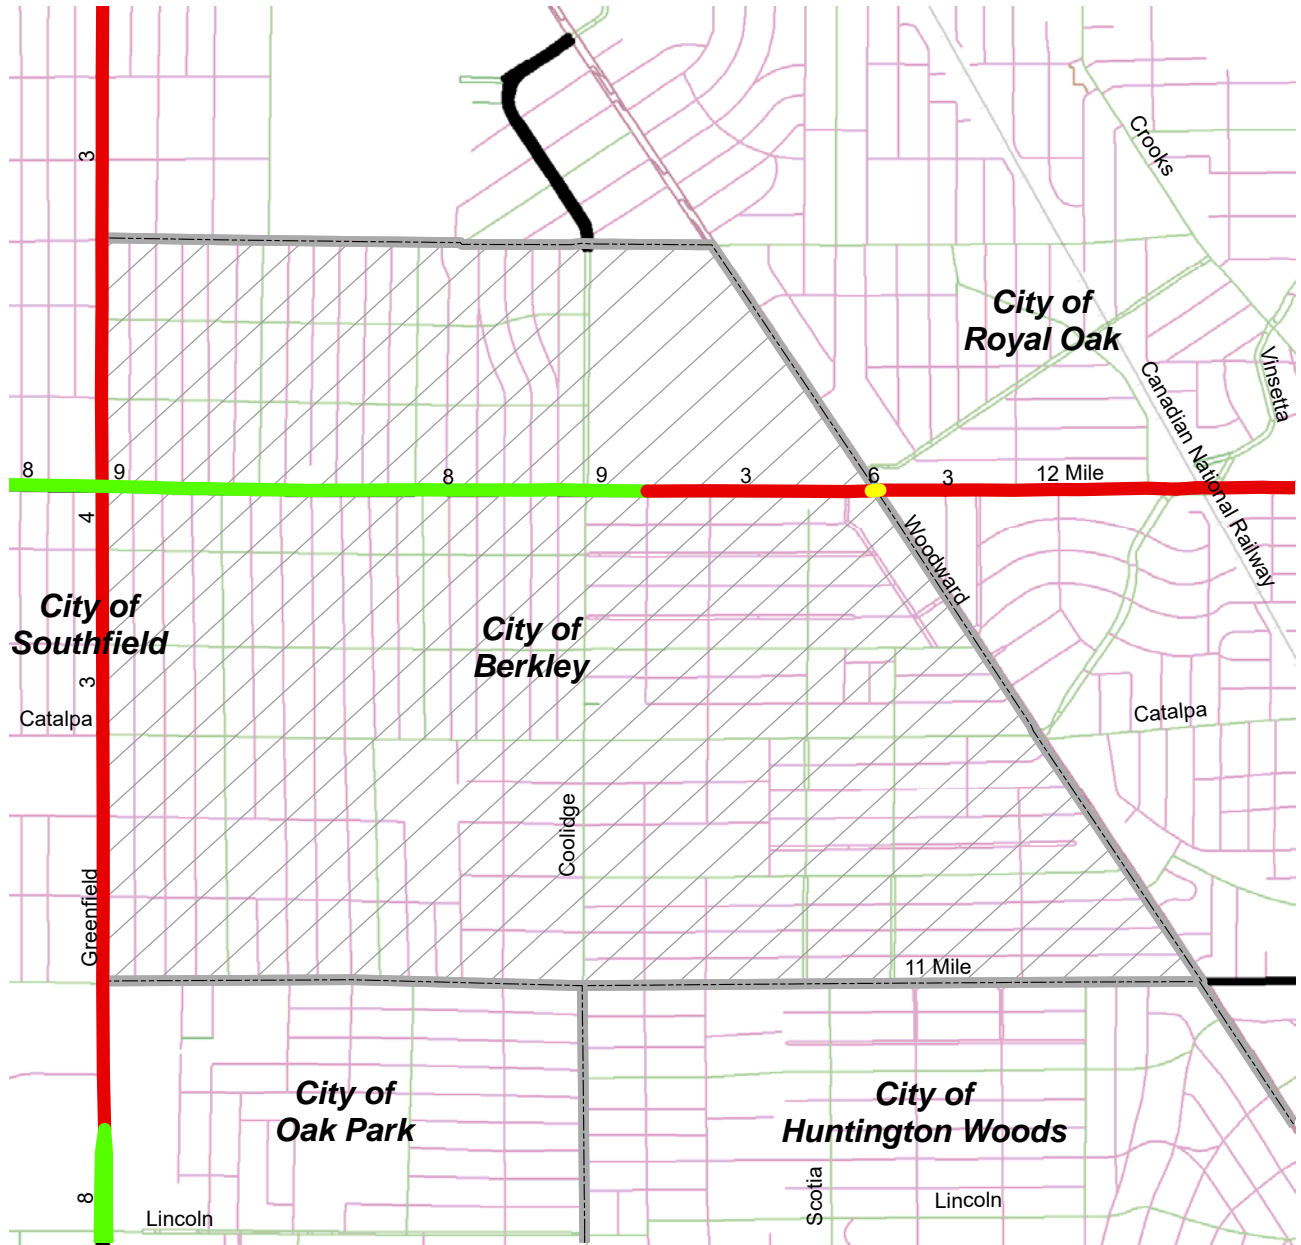 Crooks
3
City of
Royal Oak
Vinsetta
Canadian National Railway
8
9
8
9
3
6
3
12 Mile
4
Woodward
City of
Southfield
City of
Berkley
3
Catalpa
Catalpa
Coolidge
Greenfield
11 Mile
City of
Oak Park
City of
Huntington Woods
8
Scotia
Lincoln
Lincoln